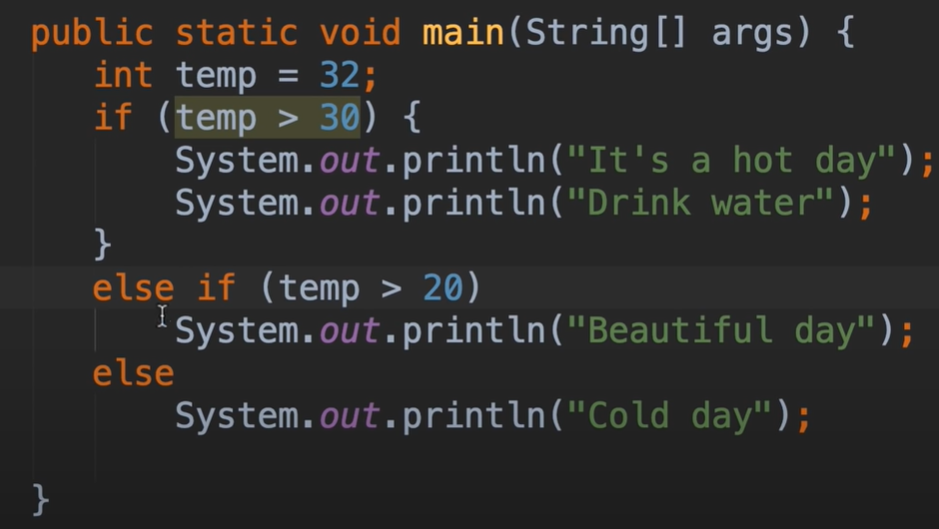 public static void main(String[] args) {
    int temp = 32;
    if (temp > 30) {
        System.out.println("It's a hot day");
        System.out.println("Drink water");
    }
    else if (temp > 20)
        System.out.println("Beautiful day");
    else
        System.out.println("Cold day");
}